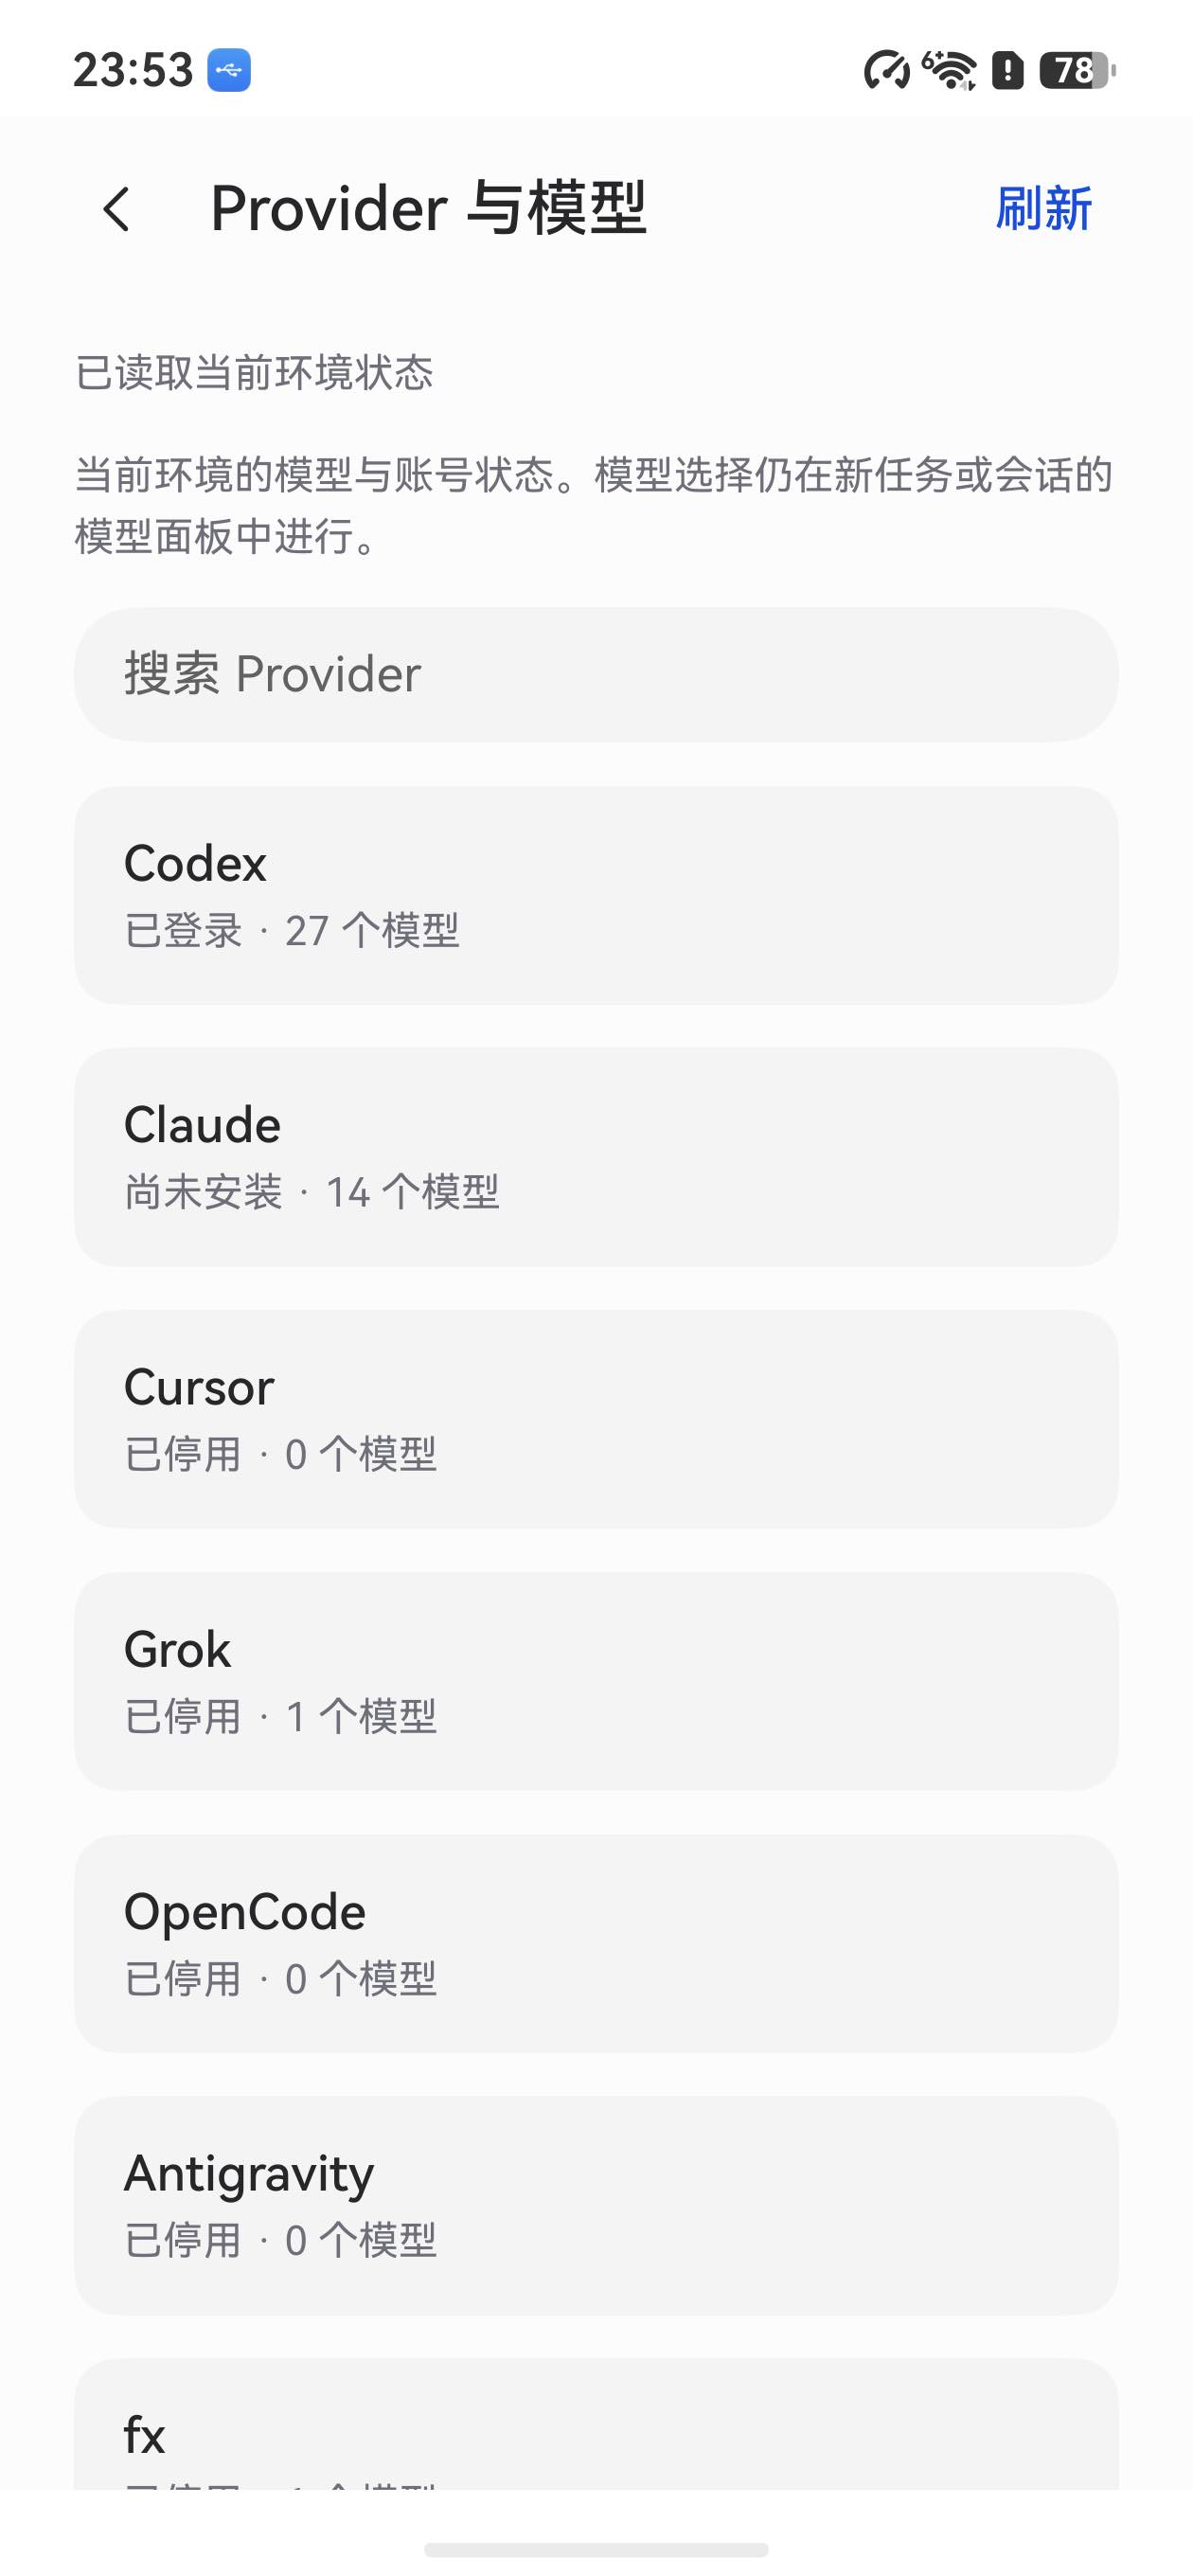 23:53
6+
78
Provider 与模型
刷新
已读取当前环境状态
当前环境的模型与账号状态。模型选择仍在新任务或会话的
模型面板中进行。
搜索 Provider
Codex
已登录 · 27 个模型
Claude
尚未安装 · 14 个模型
Cursor
已停用 · 0 个模型
Grok
已停用 · 1 个模型
OpenCode
已停用 · 0 个模型
Antigravity
已停用 · 0 个模型
fx